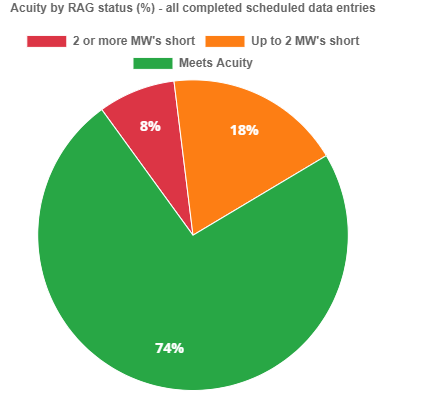 Acuity by RAG status (%) - all completed scheduled data entries
2 or more MW's short Up to 2 MW's short
Meets Acuity
8%
18%
74%